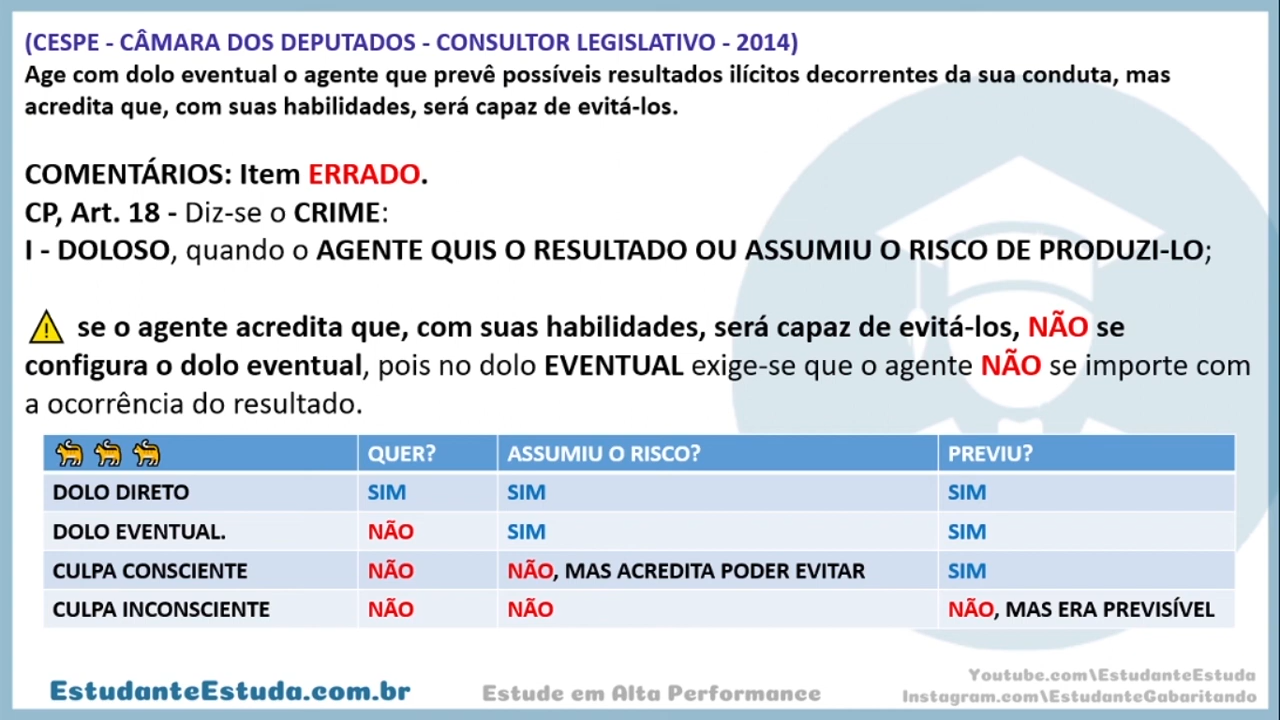 (CESPE - CÂMARA DOS DEPUTADOS - CONSULTOR LEGISLATIVO - 2014)
Age com dolo eventual o agente que prevê possíveis resultados ilícitos decorrentes da sua conduta, mas
acredita que, com suas habilidades, será capaz de evitá-los.
COMENTÁRIOS: Item ERRADO.
CP, Art. 18 - Diz-se o CRIME:
I - DOLOSO, quando o AGENTE QUIS O RESULTADO OU ASSUMIU O RISCO DE PRODUZI-LO;
⚠ se o agente acredita que, com suas habilidades, será capaz de evitá-los, NÃO se
configura o dolo eventual, pois no dolo EVENTUAL exige-se que o agente NÃO se importe com
a ocorrência do resultado.
QUER? ASSUMIU O RISCO? PREVIU?
DOLO DIRETO SIM SIM SIM
DOLO EVENTUAL. NÃO SIM SIM
CULPA CONSCIENTE NÃO NÃO, MAS ACREDITA PODER EVITAR SIM
CULPA INCONSCIENTE NÃO NÃO NÃO, MAS ERA PREVISÍVEL
EstudanteEstuda.com.br
Estude em Alta Performance
Youtube.com\EstudanteEstuda
Instagram.com\EstudanteGabaritando